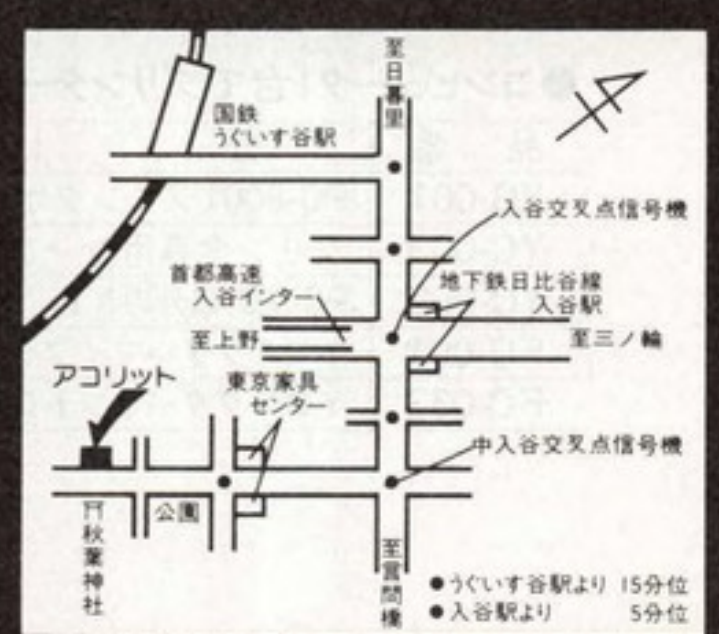 至日暮里
国鉄
うぐいす谷駅
入谷交叉点信号機
首都高速
入谷インター
地下鉄日比谷線
入谷駅
至上野
至三ノ輪
アコリット
東京家具
センター
中入谷交叉点信号機
公園
秋葉神社
至言問橋
●うぐいす谷駅より 15分位
●入谷駅より 5分位